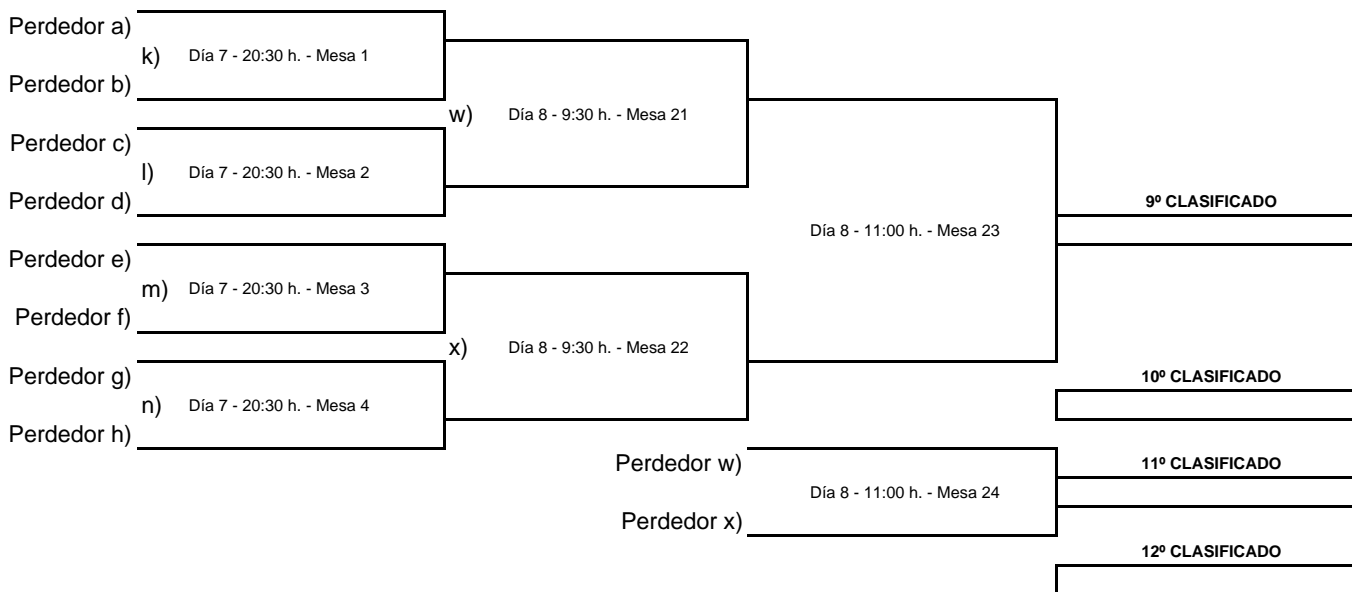 Perdedor a)
k) Día 7 - 20:30 h. - Mesa 1
Perdedor b)
w) Día 8 - 9:30 h. - Mesa 21
Perdedor c)
l) Día 7 - 20:30 h. - Mesa 2
Perdedor d)
9º CLASIFICADO
Día 8 - 11:00 h. - Mesa 23
Perdedor e)
m) Día 7 - 20:30 h. - Mesa 3
Perdedor f)
x) Día 8 - 9:30 h. - Mesa 22
Perdedor g)
10º CLASIFICADO
n) Día 7 - 20:30 h. - Mesa 4
Perdedor h)
Perdedor w)
11º CLASIFICADO
Día 8 - 11:00 h. - Mesa 24
Perdedor x)
12º CLASIFICADO